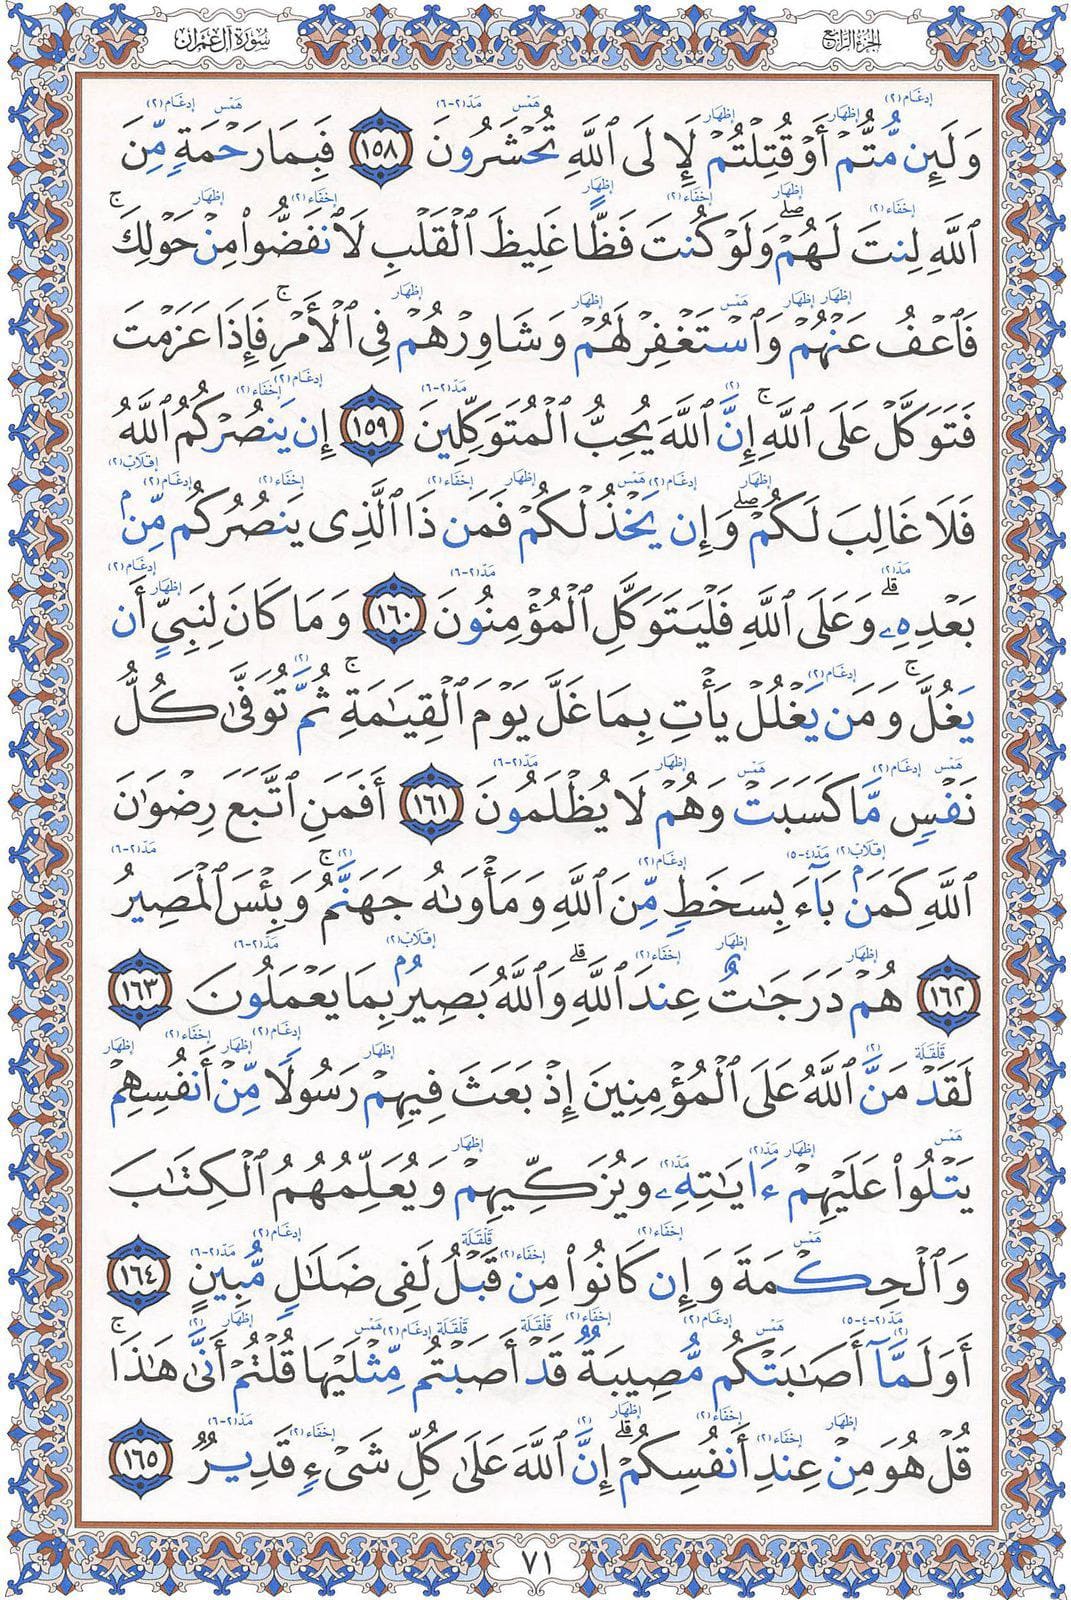 الجزء الرابع
سورة آل عمران
وَلَئِن مُّتُّمْ أَوْ قُتِلْتُمْ لَإِلَى ٱللَّهِ تُحْشَرُونَ ١٥٨ فَبِمَا رَحْمَةٍ مِّنَ
ٱللَّهِ لِنتَ لَهُمْ ۖ وَلَوْ كُنتَ فَظًّا غَلِيظَ ٱلْقَلْبِ لَٱنفَضُّوا۟ مِنْ حَوْلِكَ ۖ
فَٱعْفُ عَنْهُمْ وَٱسْتَغْفِرْ لَهُمْ وَشَاوِرْهُمْ فِى ٱلْأَمْرِ ۖ فَإِذَا عَزَمْتَ
فَتَوَكَّلْ عَلَى ٱللَّهِ ۚ إِنَّ ٱللَّهَ يُحِبُّ ٱلْمُتَوَكِّلِينَ ١٥٩ إِن يَنصُرْكُمُ ٱللَّهُ
فَلَا غَالِبَ لَكُمْ ۖ وَإِن يَخْذُلْكُمْ فَمَن ذَا ٱلَّذِى يَنصُرُكُم مِّنۢ
بَعْدِهِۦ ۗ وَعَلَى ٱللَّهِ فَلْيَتَوَكَّلِ ٱلْمُؤْمِنُونَ ١٦٠ وَمَا كَانَ لِنَبِىٍّ أَن
يَغُلَّ ۚ وَمَن يَغْلُلْ يَأْتِ بِمَا غَلَّ يَوْمَ ٱلْقِيَـٰمَةِ ۚ ثُمَّ تُوَفَّىٰ كُلُّ
نَفْسٍ مَّا كَسَبَتْ وَهُمْ لَا يُظْلَمُونَ ١٦١ أَفَمَنِ ٱتَّبَعَ رِضْوَٰنَ
ٱللَّهِ كَمَنۢ بَآءَ بِسَخَطٍ مِّنَ ٱللَّهِ وَمَأْوَىٰهُ جَهَنَّمُ ۚ وَبِئْسَ ٱلْمَصِيرُ
١٦٢ هُمْ دَرَجَـٰتٌ عِندَ ٱللَّهِ ۗ وَٱللَّهُ بَصِيرٌۢ بِمَا يَعْمَلُونَ ١٦٣
لَقَدْ مَنَّ ٱللَّهُ عَلَى ٱلْمُؤْمِنِينَ إِذْ بَعَثَ فِيهِمْ رَسُولًا مِّنْ أَنفُسِهِمْ
يَتْلُوا۟ عَلَيْهِمْ ءَايَـٰتِهِۦ وَيُزَكِّيهِمْ وَيُعَلِّمُهُمُ ٱلْكِتَـٰبَ
وَٱلْحِكْمَةَ وَإِن كَانُوا۟ مِن قَبْلُ لَفِى ضَلَـٰلٍ مُّبِينٍ ١٦٤
أَوَلَمَّآ أَصَـٰبَتْكُم مُّصِيبَةٌ قَدْ أَصَبْتُم مِّثْلَيْهَا قُلْتُمْ أَنَّىٰ هَـٰذَا ۖ
قُلْ هُوَ مِنْ عِندِ أَنفُسِكُمْ ۗ إِنَّ ٱللَّهَ عَلَىٰ كُلِّ شَىْءٍ قَدِيرٌ ١٦٥
٧١